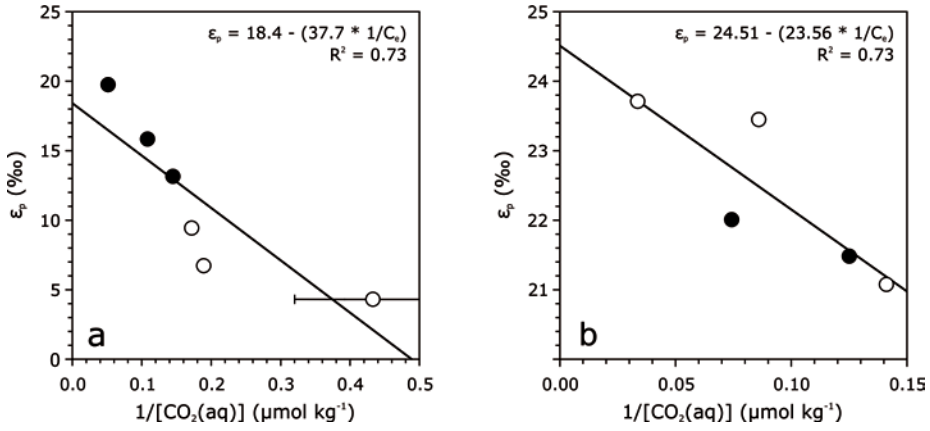 εₚ = 18.4 - (37.7 * 1/Cₑ)
R² = 0.73
25
20
15
10
5
0
εₚ (‰)
a
0.0 0.1 0.2 0.3 0.4 0.5
1/[CO₂(aq)] (µmol kg⁻¹)
εₚ = 24.51 - (23.56 * 1/Cₑ)
R² = 0.73
25
24
23
22
21
εₚ (‰)
b
0.00 0.05 0.10 0.15
1/[CO₂(aq)] (µmol kg⁻¹)